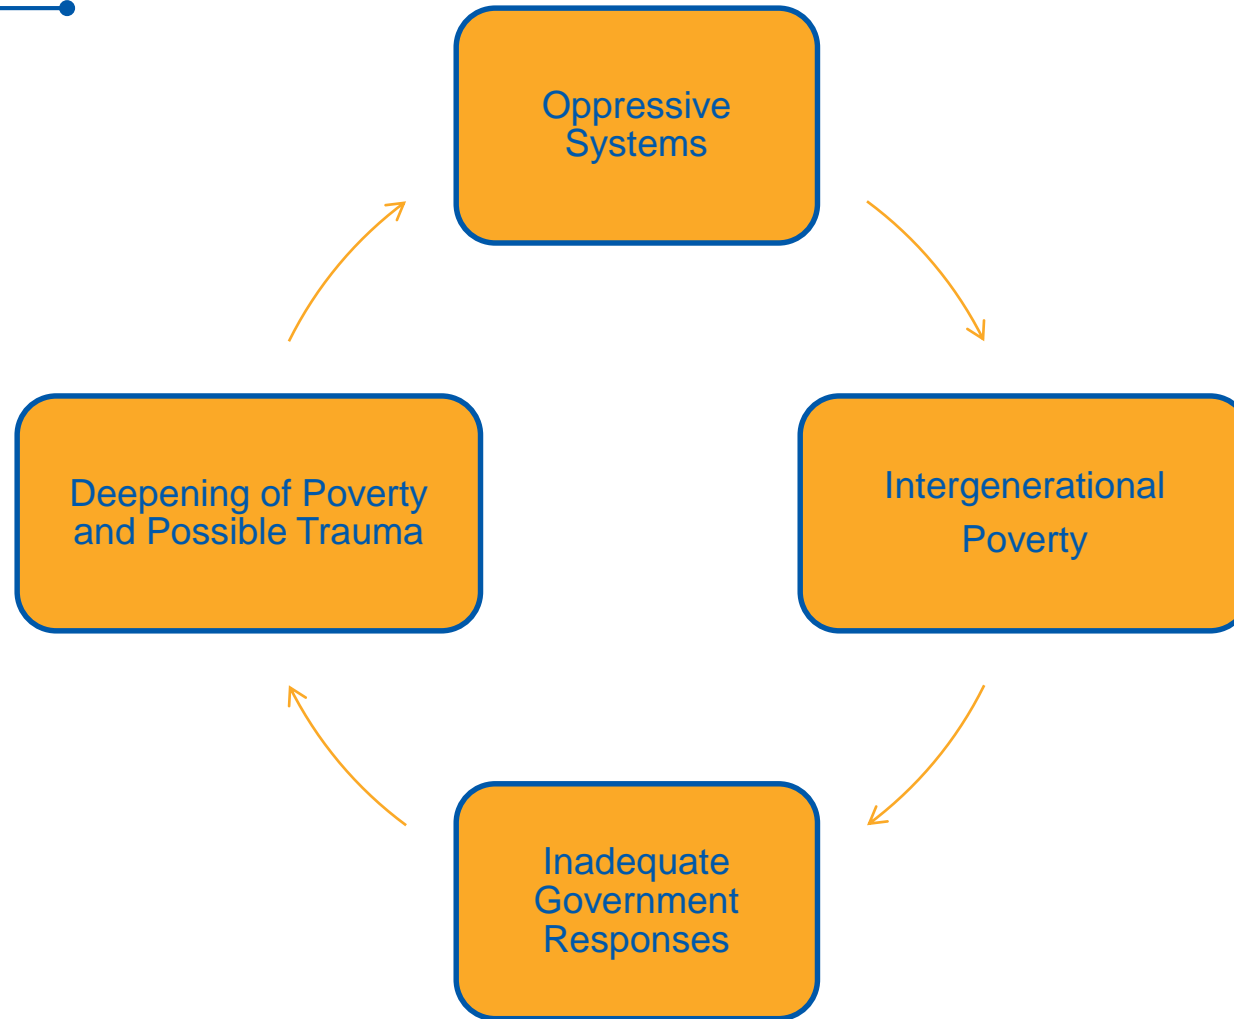 Oppressive
Systems
Deepening of Poverty
and Possible Trauma
Intergenerational
Poverty
Inadequate
Government
Responses